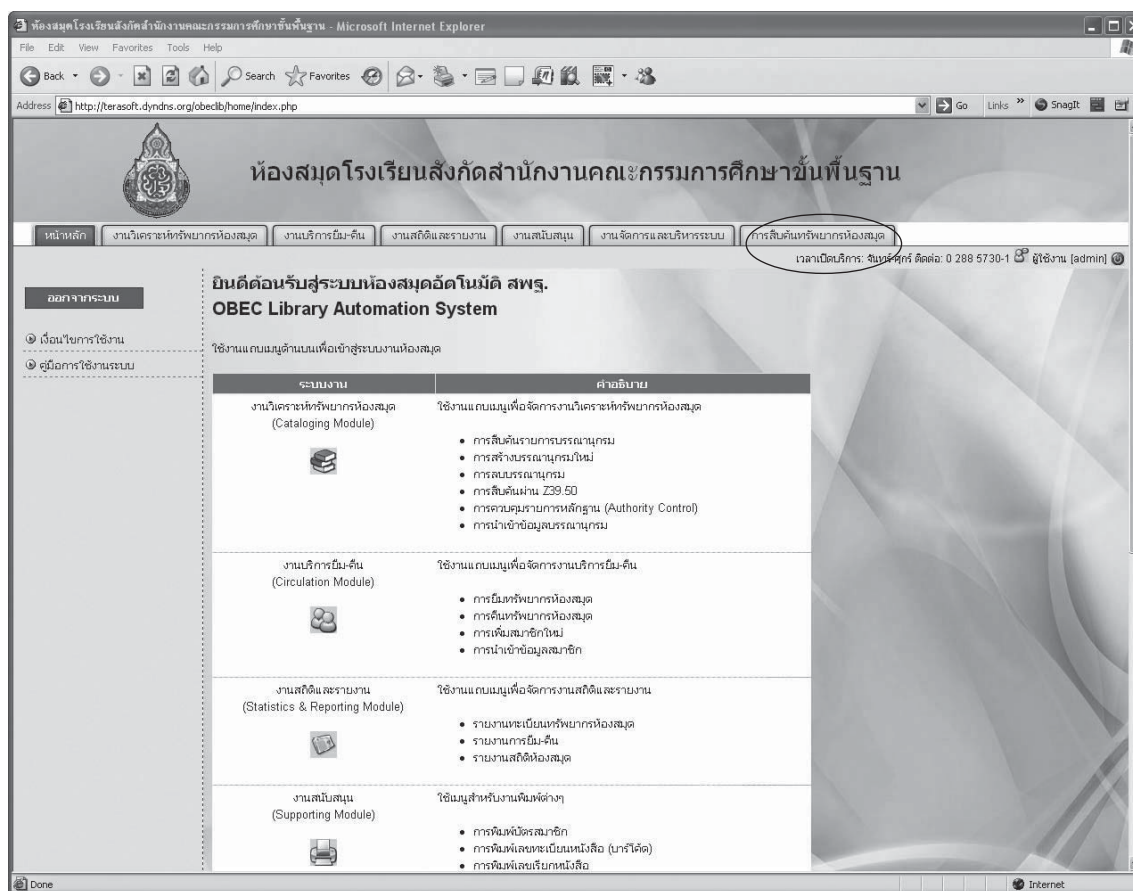 ห้องสมุดโรงเรียนสังกัดสำนักงานคณะกรรมการศึกษาขั้นพื้นฐาน - Microsoft Internet Explorer
File Edit View Favorites Tools Help
Back Search Favorites
Address http://terasoft.dyndns.org/obeclib/home/index.php Go Links » SnagIt
ห้องสมุดโรงเรียนสังกัดสำนักงานคณะกรรมการศึกษาขั้นพื้นฐาน
หน้าหลัก งานวิเคราะห์ทรัพยากรห้องสมุด งานบริการยืม-คืน งานสถิติและรายงาน งานสนับสนุน งานจัดการและบริหารระบบ การสืบค้นทรัพยากรห้องสมุด
เวลาเปิดบริการ: จันทร์-ศุกร์ ติดต่อ: 0 288 5730-1 ผู้ใช้งาน [admin]
ออกจากระบบ
เงื่อนไขการใช้งาน
คู่มือการใช้งานระบบ
ยินดีต้อนรับสู่ระบบห้องสมุดอัตโนมัติ สพฐ.
OBEC Library Automation System
ใช้งานแถบเมนูด้านบนเพื่อเข้าสู่ระบบงานห้องสมุด
ระบบงาน คำอธิบาย
งานวิเคราะห์ทรัพยากรห้องสมุด
(Cataloging Module)
ใช้งานแถบเมนูเพื่อจัดการงานวิเคราะห์ทรัพยากรห้องสมุด
• การสืบค้นรายการบรรณานุกรม
• การสร้างบรรณานุกรมใหม่
• การลบบรรณานุกรม
• การสืบค้นผ่าน Z39.50
• การควบคุมรายการหลักฐาน (Authority Control)
• การนำเข้าข้อมูลบรรณานุกรม
งานบริการยืม-คืน
(Circulation Module)
ใช้งานแถบเมนูเพื่อจัดการงานบริการยืม-คืน
• การยืมทรัพยากรห้องสมุด
• การคืนทรัพยากรห้องสมุด
• การเพิ่มสมาชิกใหม่
• การนำเข้าข้อมูลสมาชิก
งานสถิติและรายงาน
(Statistics & Reporting Module)
ใช้งานแถบเมนูเพื่อจัดการงานสถิติและรายงาน
• รายงานทะเบียนทรัพยากรห้องสมุด
• รายงานการยืม-คืน
• รายงานสถิติห้องสมุด
งานสนับสนุน
(Supporting Module)
ใช้เมนูสำหรับงานพิมพ์ต่างๆ
• การพิมพ์บัตรสมาชิก
• การพิมพ์เลขทะเบียนหนังสือ (บาร์โค้ด)
• การพิมพ์เลขเรียกหนังสือ
Done Internet